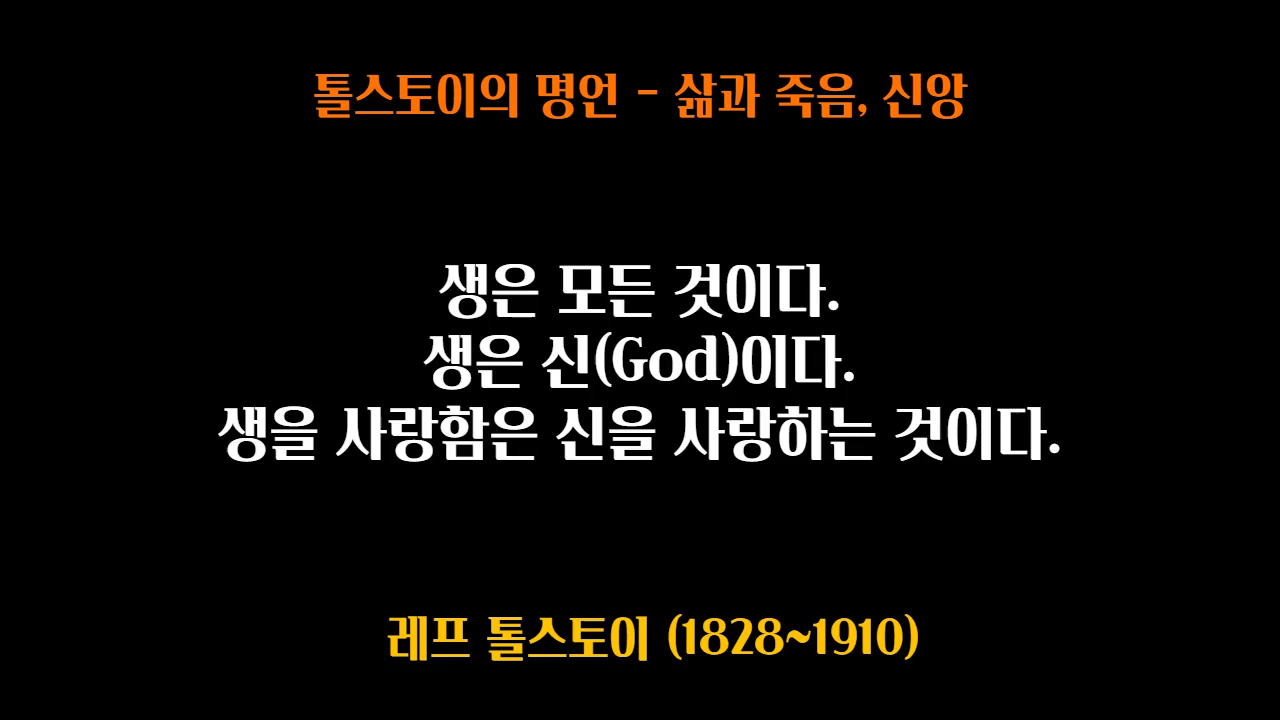 톨스토이의 명언 - 삶과 죽음, 신앙
생은 모든 것이다.
생은 신(God)이다.
생을 사랑함은 신을 사랑하는 것이다.
레프 톨스토이 (1828~1910)